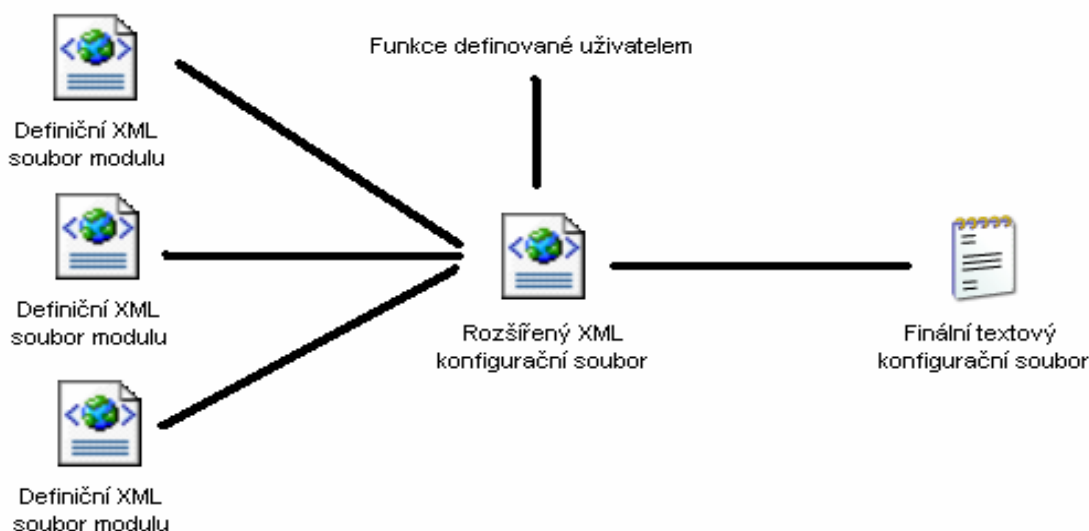 Funkce definované uživatelem
Definiční XML
soubor modulu
Definiční XML
soubor modulu
Rozšířený XML
konfigurační soubor
Finální textový
konfigurační soubor
Definiční XML
soubor modulu